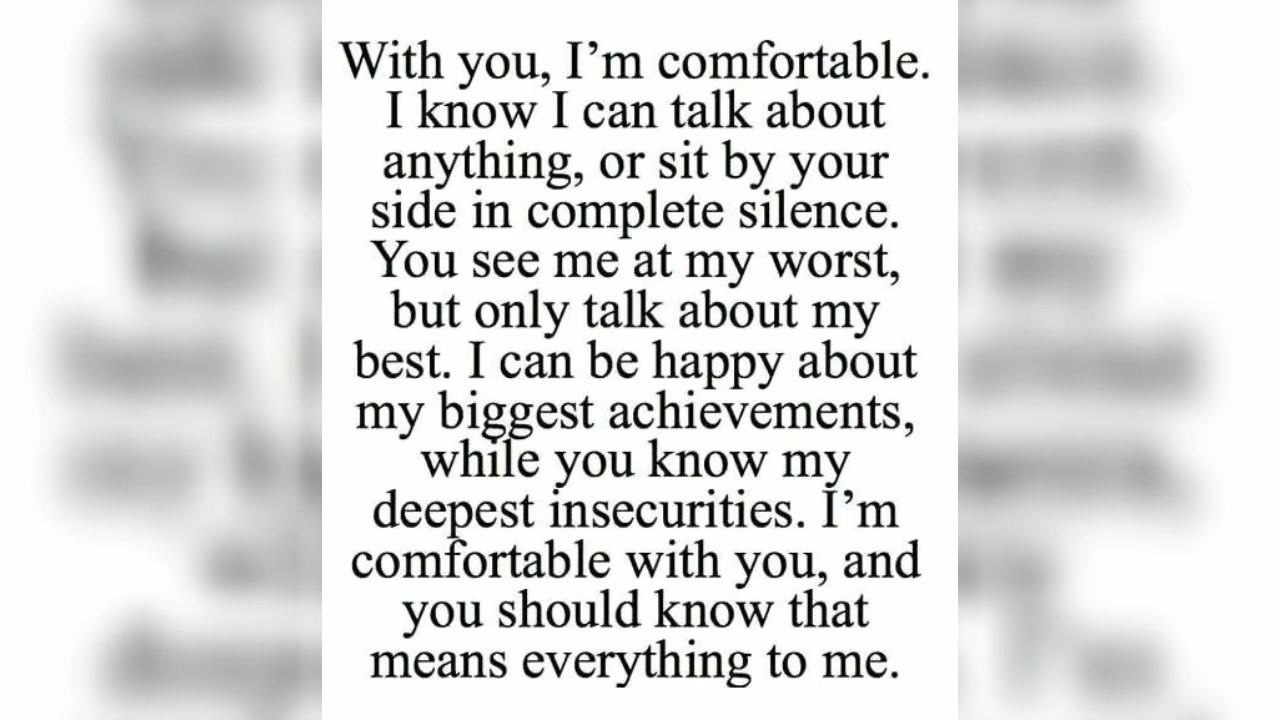 With you, I’m comfortable.
I know I can talk about
anything, or sit by your
side in complete silence.
You see me at my worst,
but only talk about my
best. I can be happy about
my biggest achievements,
while you know my
deepest insecurities. I’m
comfortable with you, and
you should know that
means everything to me.